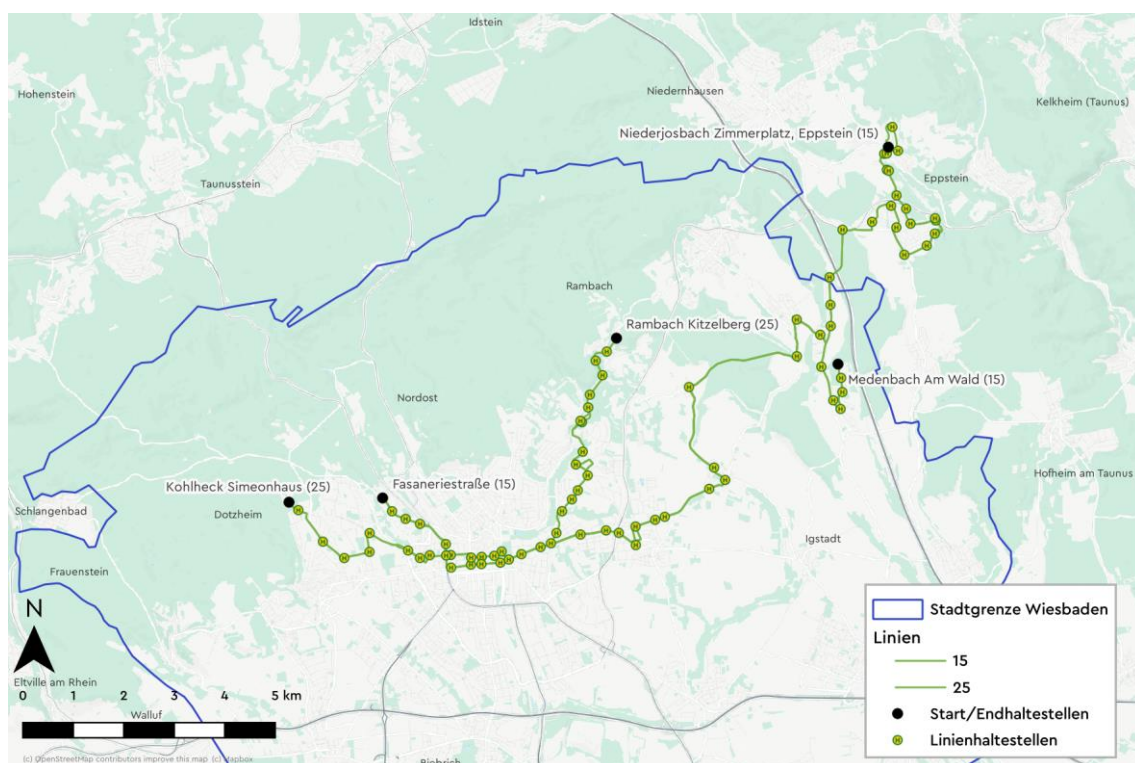 Idstein
Hohenstein
Niedernhausen
Kelkheim (Taunus)
Niederjosbach Zimmerplatz, Eppstein (15)
Taunusstein
Eppstein
Rambach
Rambach Kitzelberg (25)
Medenbach Am Wald (15)
Nordost
Hofheim am Taunus
Kohlheck Simeonhaus (25)
Fasaneriestraße (15)
Schlangenbad
Dotzheim
Igstadt
Frauenstein
N
Eltville am Rhein
0 1 2 3 4 5 km
Walluf
(c) OpenStreetMap contributors improve this map (c) Mapbox
Biebrich
Stadtgrenze Wiesbaden
Linien
15
25
Start/Endhaltestellen
H Linienhaltestellen